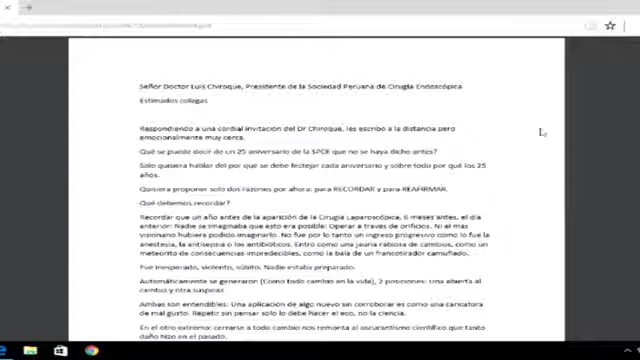 Señor Doctor Luis Chiroque, Presidente de la Sociedad Peruana de Cirugía Endoscópica
Estimados colegas
Respondiendo a una cordial invitación del Dr Chiroque, les escribo a la distancia pero
emocionalmente muy cerca.
Qué se puede decir de un 25 aniversario de la SPCE que no se haya dicho antes?
Solo quisiera hablar del por qué se debe festejar cada aniversario y sobre todo por qué los 25
años.
Quisiera proponer solo dos razones por ahora: para RECORDAR y para REAFIRMAR.
Qué debemos recordar?
Recordar que un año antes de la aparición de la Cirugía Laparoscópica, 6 meses antes, el día
anterior: Nadie se imaginaba que esto era posible: Operar a través de orificios. Ni el más
visionario hubiera podido imaginarlo. No fue por lo tanto un ingreso progresivo como lo fue la
anestesia, la antisepsia o los antibióticos. Entro como una jauria rabiosa de cambios, como un
meteorito de consecuencias impredecibles, como la bala de un francotirador camuflado.
Fue inesperado, violento, súbito. Nadie estaba preparado.
Automáticamente se generaron (Como todo cambio en la vida), 2 posiciones: una abierta al
cambio y otra suspicaz
Ambas son entendibles: Una aplicación de algo nuevo sin corroborar es como una caricatura
de mal gusto. Repetir sin pensar solo lo debe hacer el eco, no la ciencia.
En el otro extremo: cerrarse a todo cambio nos remonta al oscurantismo científico que tanto
daño hizo en el pasado.